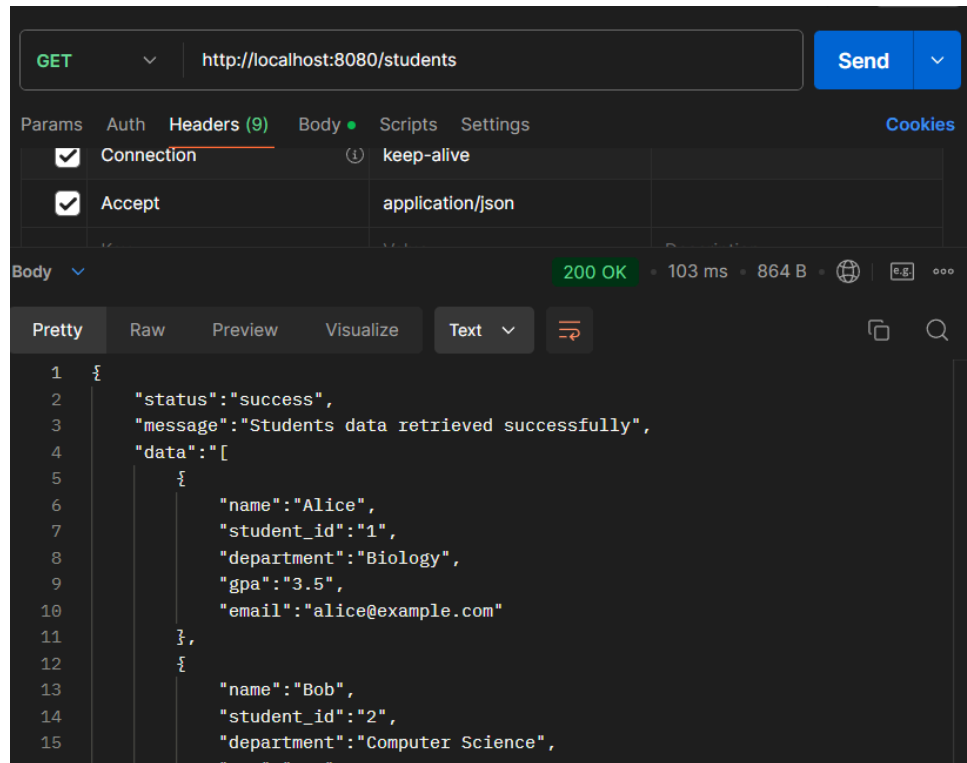 GET http://localhost:8080/students Send
Params Auth Headers (9) Body Scripts Settings Cookies
Connection keep-alive
Accept application/json
Body 200 OK 103 ms 864 B e.g.
Pretty Raw Preview Visualize Text
1 {
2 "status":"success",
3 "message":"Students data retrieved successfully",
4 "data":"[
5 {
6 "name":"Alice",
7 "student_id":"1",
8 "department":"Biology",
9 "gpa":"3.5",
10 "email":"alice@example.com"
11 },
12 {
13 "name":"Bob",
14 "student_id":"2",
15 "department":"Computer Science",